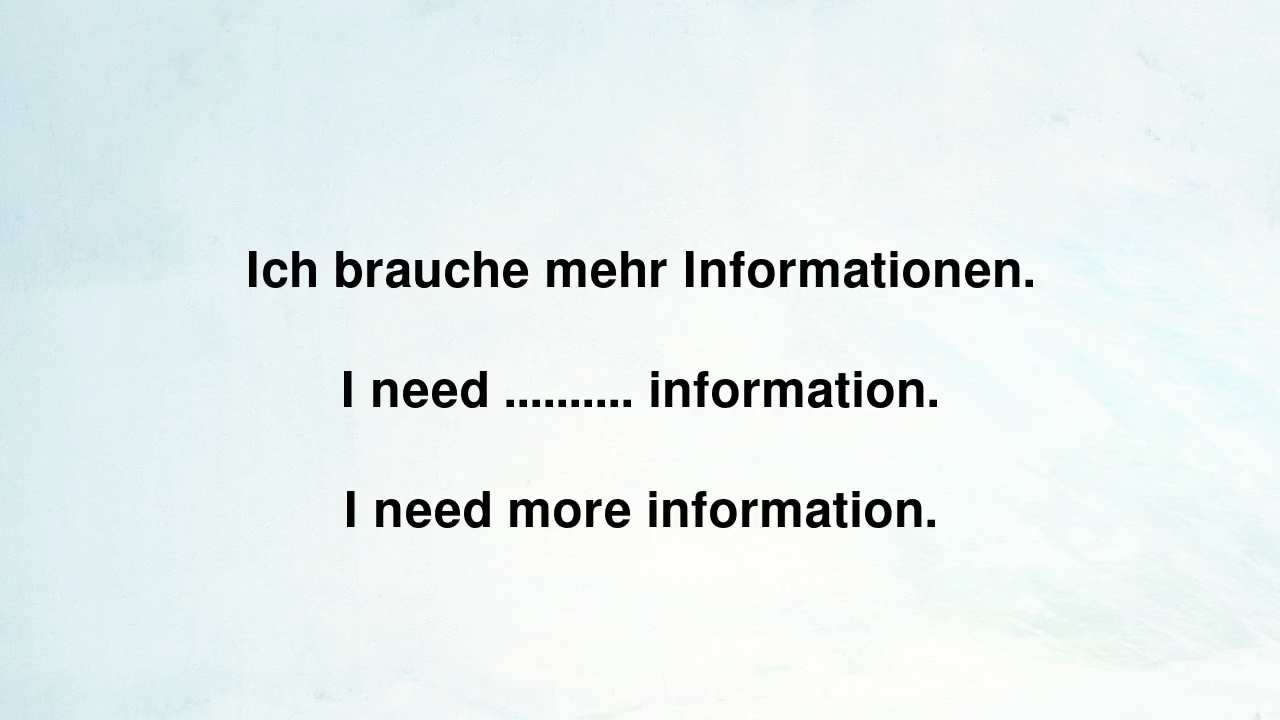 Ich brauche mehr Informationen.
I need .......... information.
I need more information.